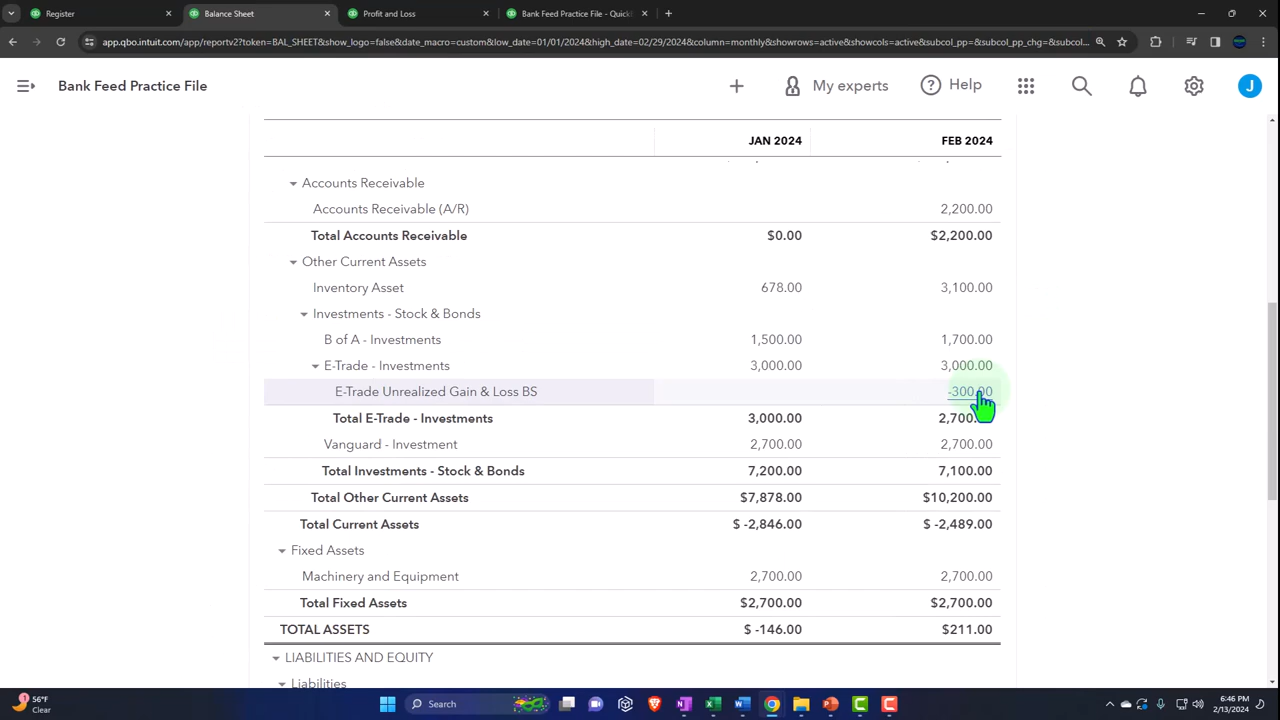 Register
Balance Sheet
Profit and Loss
Bank Feed Practice File - QuickB
app.qbo.intuit.com/app/reportv2?token=BAL_SHEET&logo=false&date_macro=custom&low_date=01/01/2024&high_date=02/29/2024&column=monthly&showrows=active&showcols=active&subcol_pp_chg=&subcol...
Bank Feed Practice File
My experts
Help
J
JAN 2024 FEB 2024
Accounts Receivable
Accounts Receivable (A/R) 2,200.00
Total Accounts Receivable $0.00 $2,200.00
Other Current Assets
Inventory Asset 678.00 3,100.00
Investments - Stock & Bonds
B of A - Investments 1,500.00 1,700.00
E-Trade - Investments 3,000.00 3,000.00
E-Trade Unrealized Gain & Loss BS -300.00
Total E-Trade - Investments 3,000.00 2,700.
Vanguard - Investment 2,700.00 2,700.00
Total Investments - Stock & Bonds 7,200.00 7,100.00
Total Other Current Assets $7,878.00 $10,200.00
Total Current Assets $ -2,846.00 $ -2,489.00
Fixed Assets
Machinery and Equipment 2,700.00 2,700.00
Total Fixed Assets $2,700.00 $2,700.00
TOTAL ASSETS $ -146.00 $211.00
LIABILITIES AND EQUITY
Liabilities
1
56°F
Clear
Search
6:46 PM
2/13/2024